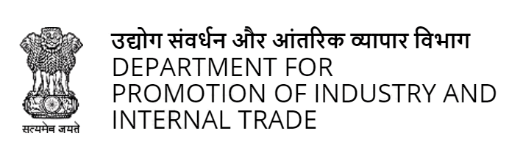 उद्योग संवर्धन और आंतरिक व्यापार विभाग
DEPARTMENT FOR
PROMOTION OF INDUSTRY AND
INTERNAL TRADE
सत्यमेव जयते